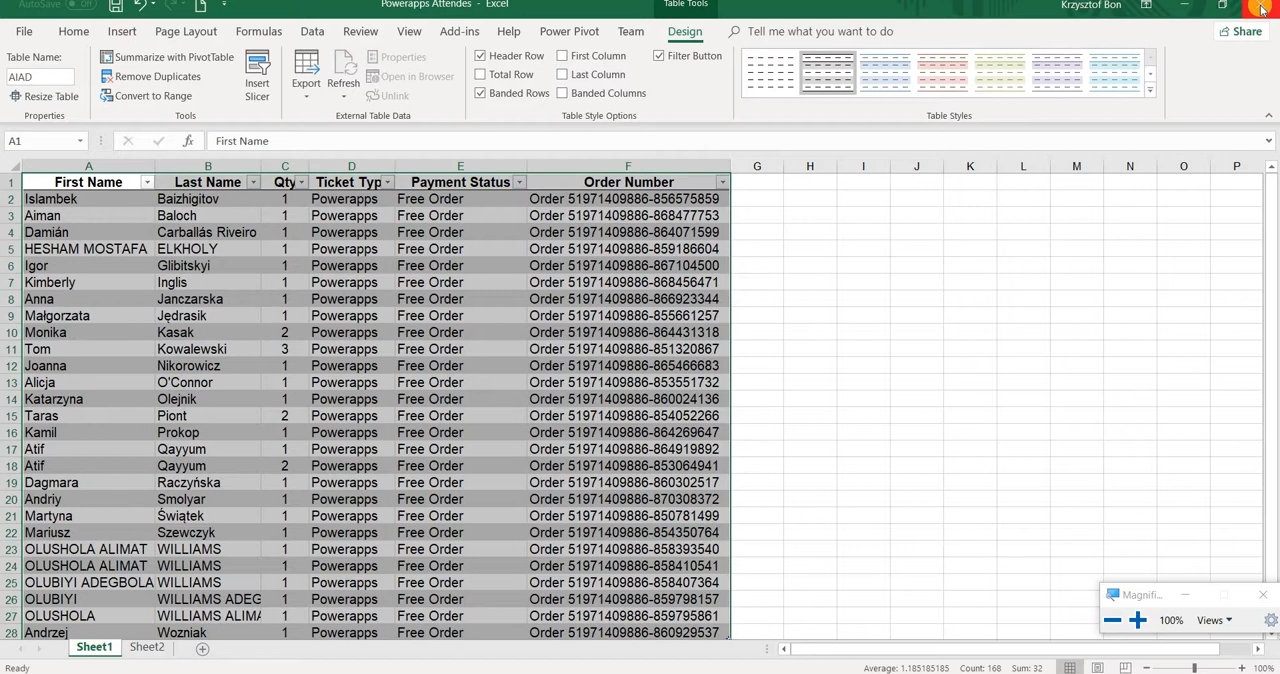 AutoSave Off Powerapps Attendes - Excel Table Tools Krzysztof Bon
File Home Insert Page Layout Formulas Data Review View Add-ins Help Power Pivot Team Design Tell me what you want to do Share
Table Name: Summarize with PivotTable Properties Header Row First Column Filter Button
AIAD Remove Duplicates Insert Slicer Export Refresh Open in Browser Total Row Last Column
Resize Table Convert to Range Unlink Banded Rows Banded Columns
Properties Tools External Table Data Table Style Options Table Styles
A1 fx First Name
A B C D E F G H I J K L M N O P
1 First Name Last Name Qty Ticket Typ Payment Status Order Number
2 Islambek Baizhigitov 1 Powerapps Free Order Order 51971409886-856575859
3 Aiman Baloch 1 Powerapps Free Order Order 51971409886-868477753
4 Damián Carballás Riveiro 1 Powerapps Free Order Order 51971409886-864071599
5 HESHAM MOSTAFA ELKHOLY 1 Powerapps Free Order Order 51971409886-859186604
6 Igor Glibitskyi 1 Powerapps Free Order Order 51971409886-867104500
7 Kimberly Inglis 1 Powerapps Free Order Order 51971409886-868456471
8 Anna Janczarska 1 Powerapps Free Order Order 51971409886-866923344
9 Małgorzata Jędrasik 1 Powerapps Free Order Order 51971409886-855661257
10 Monika Kasak 2 Powerapps Free Order Order 51971409886-864431318
11 Tom Kowalewski 3 Powerapps Free Order Order 51971409886-851320867
12 Joanna Nikorowicz 1 Powerapps Free Order Order 51971409886-865466683
13 Alicja O'Connor 1 Powerapps Free Order Order 51971409886-853551732
14 Katarzyna Olejnik 1 Powerapps Free Order Order 51971409886-860024136
15 Taras Piont 2 Powerapps Free Order Order 51971409886-854052266
16 Kamil Prokop 1 Powerapps Free Order Order 51971409886-864269647
17 Atif Qayyum 1 Powerapps Free Order Order 51971409886-864919892
18 Atif Qayyum 2 Powerapps Free Order Order 51971409886-853064941
19 Dagmara Raczyńska 1 Powerapps Free Order Order 51971409886-860302517
20 Andriy Smolyar 1 Powerapps Free Order Order 51971409886-870308372
21 Martyna Świątek 1 Powerapps Free Order Order 51971409886-850781499
22 Mariusz Szewczyk 1 Powerapps Free Order Order 51971409886-854350764
23 OLUSHOLA ALIMAT WILLIAMS 1 Powerapps Free Order Order 51971409886-858393540
24 OLUSHOLA ALIMAT WILLIAMS 1 Powerapps Free Order Order 51971409886-858410541
25 OLUBIYI ADEGBOLA WILLIAMS 1 Powerapps Free Order Order 51971409886-858407364
26 OLUBIYI WILLIAMS ADEG 1 Powerapps Free Order Order 51971409886-859798157
27 OLUSHOLA WILLIAMS ALIMA 1 Powerapps Free Order Order 51971409886-859795861
28 Andrzej Wozniak 1 Powerapps Free Order Order 51971409886-860929537
Magnifi...
100% Views
Sheet1 Sheet2
Ready Average: 1.185185185 Count: 168 Sum: 32 100%